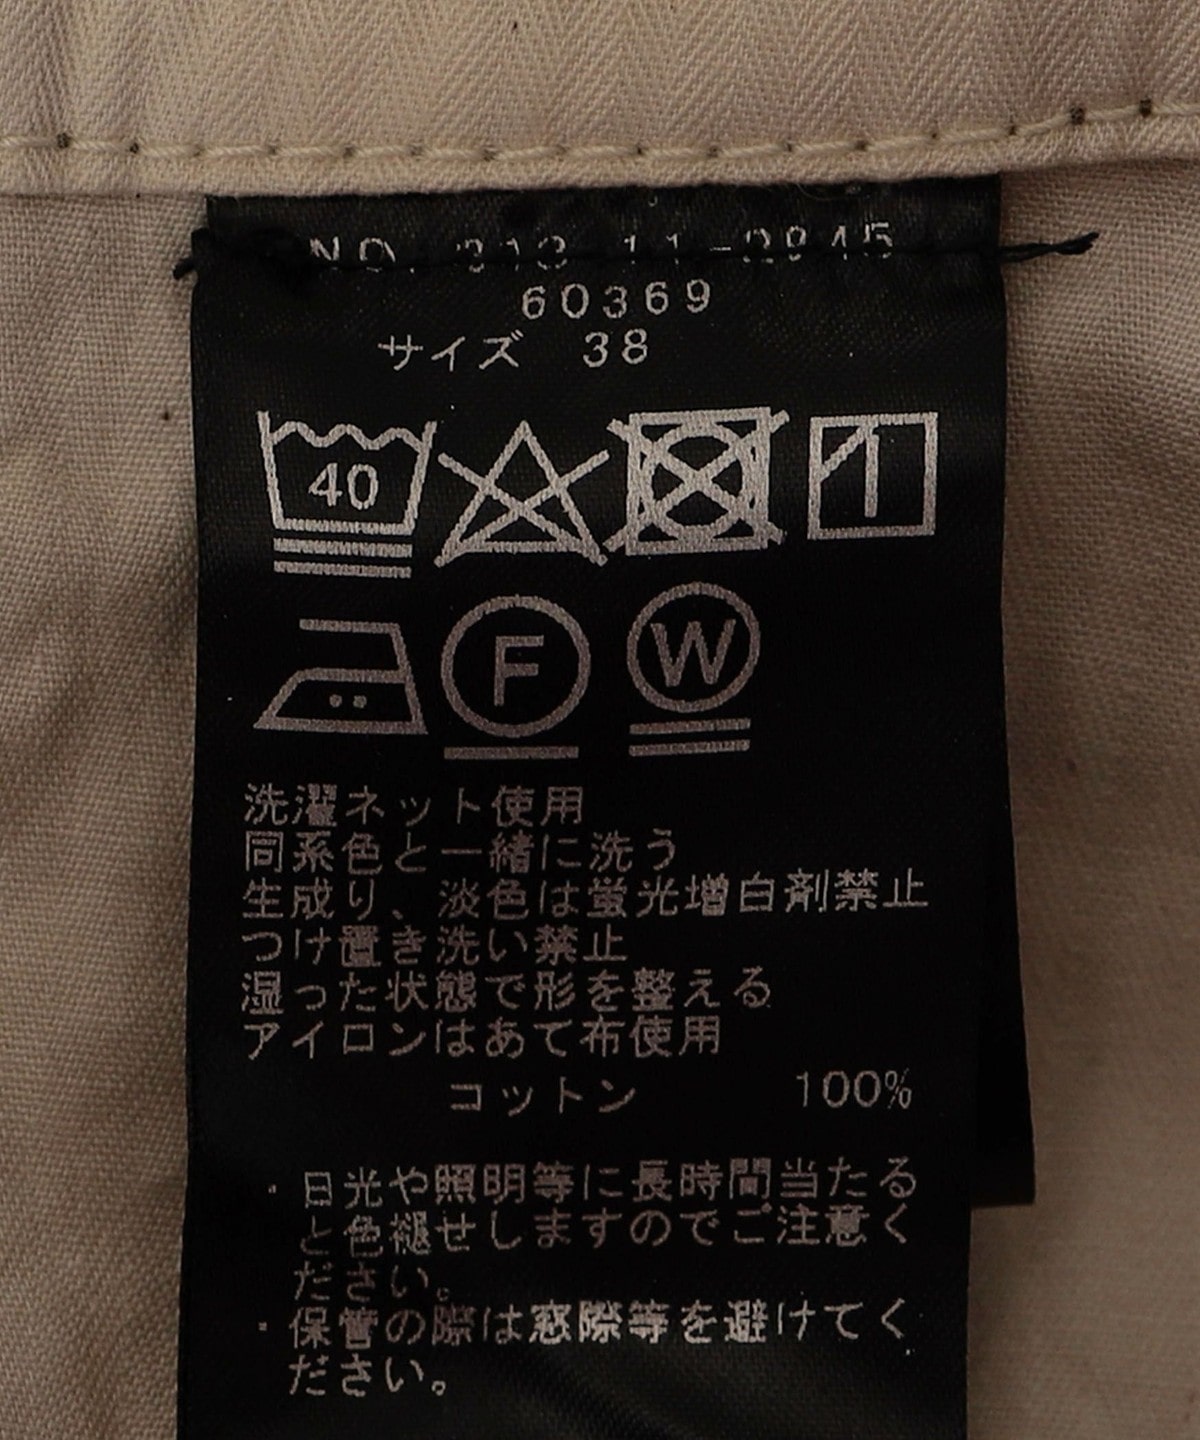 NO. 313 11-2845
60369
サイズ 38
40
F
W
洗濯ネット使用
同系色と一緒に洗う
生成り、淡色は蛍光増白剤禁止
つけ置き洗い禁止
湿った状態で形を整える
アイロンはあて布使用
コットン 100%
・日光や照明等に長時間当たる
と色褪せしますのでご注意く
ださい。
・保管の際は窓際等を避けてく
ださい。